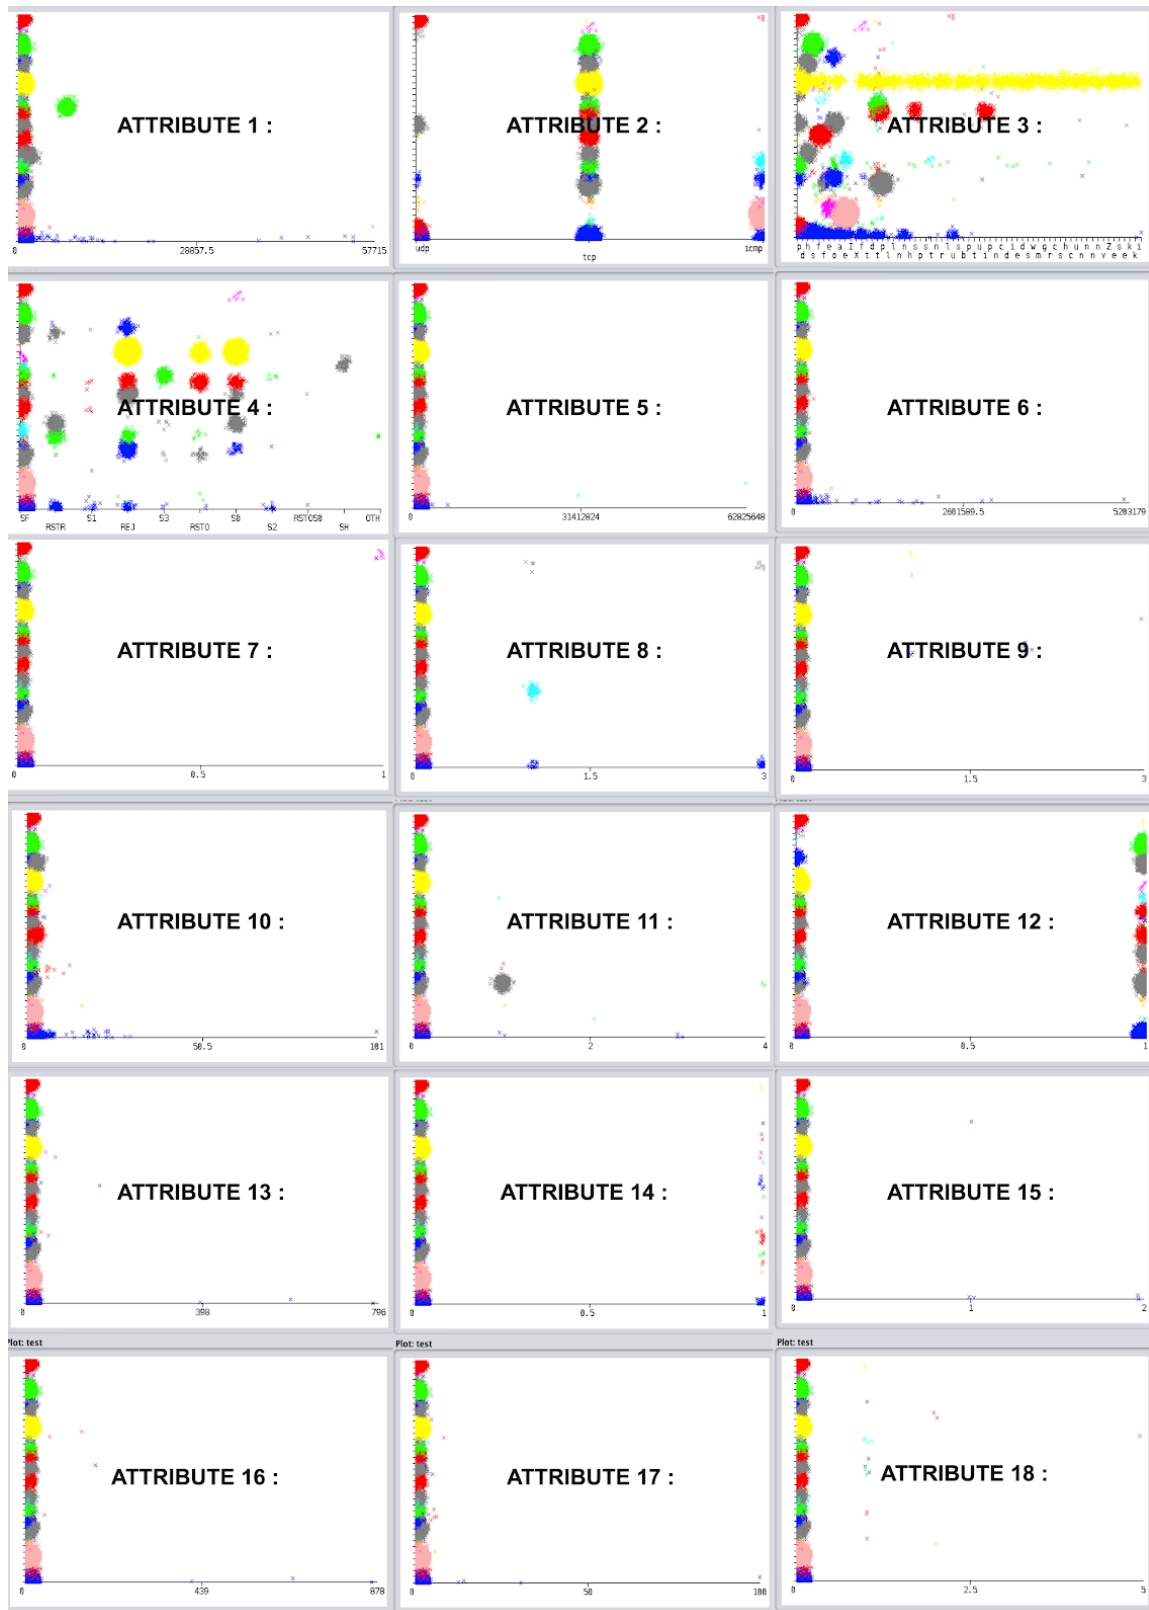 ATTRIBUTE 1 :
0 28857.5 57715
ATTRIBUTE 2 :
udp tcp icmp
ATTRIBUTE 3 :
ATTRIBUTE 4 :
SF RSTR S1 REJ S3 RSTO S0 S2 RSTOS0 SH OTH
ATTRIBUTE 5 :
0 31412824 62825648
ATTRIBUTE 6 :
0 2601589.5 5203179
ATTRIBUTE 7 :
0 0.5 1
ATTRIBUTE 8 :
0 1.5 3
ATTRIBUTE 9 :
0 1.5 3
ATTRIBUTE 10 :
0 50.5 101
ATTRIBUTE 11 :
0 2 4
ATTRIBUTE 12 :
0 0.5 1
ATTRIBUTE 13 :
0 398 796
ATTRIBUTE 14 :
0 0.5 1
ATTRIBUTE 15 :
0 1 2
Plot: test
ATTRIBUTE 16 :
0 439 878
Plot: test
ATTRIBUTE 17 :
0 50 100
Plot: test
ATTRIBUTE 18 :
0 2.5 5